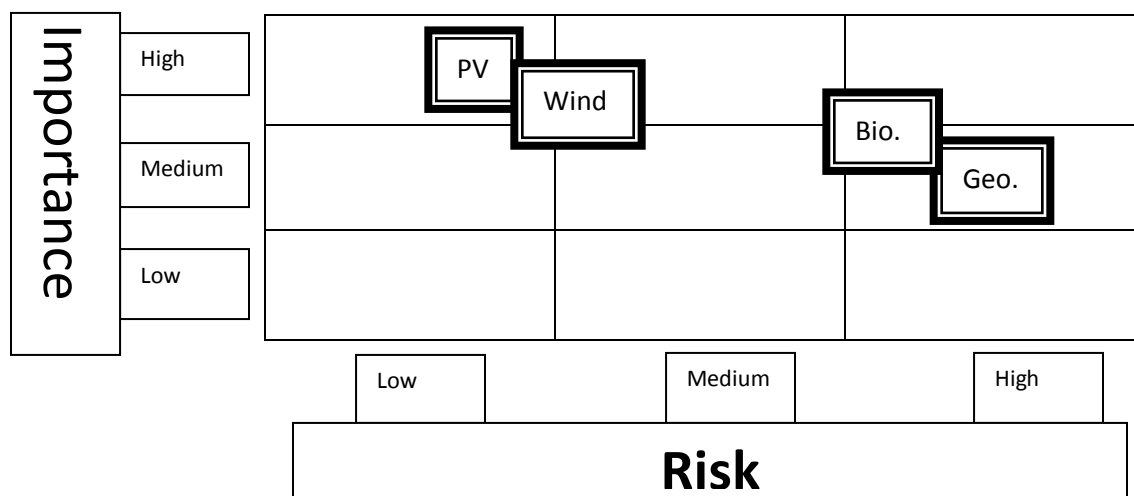 Importance
High
Medium
Low
PV
Wind
Bio.
Geo.
Low
Medium
High
Risk